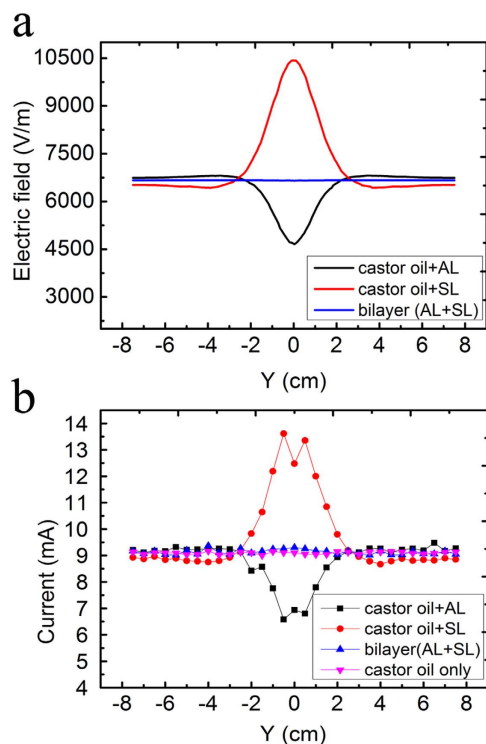 a
10500
9000
7500
6000
4500
3000
Electric field (V/m)
castor oil+AL
castor oil+SL
bilayer (AL+SL)
-8 -6 -4 -2 0 2 4 6 8
Y (cm)
b
14
13
12
11
10
9
8
7
6
5
4
Current (mA)
castor oil+AL
castor oil+SL
bilayer(AL+SL)
castor oil only
-8 -6 -4 -2 0 2 4 6 8
Y (cm)